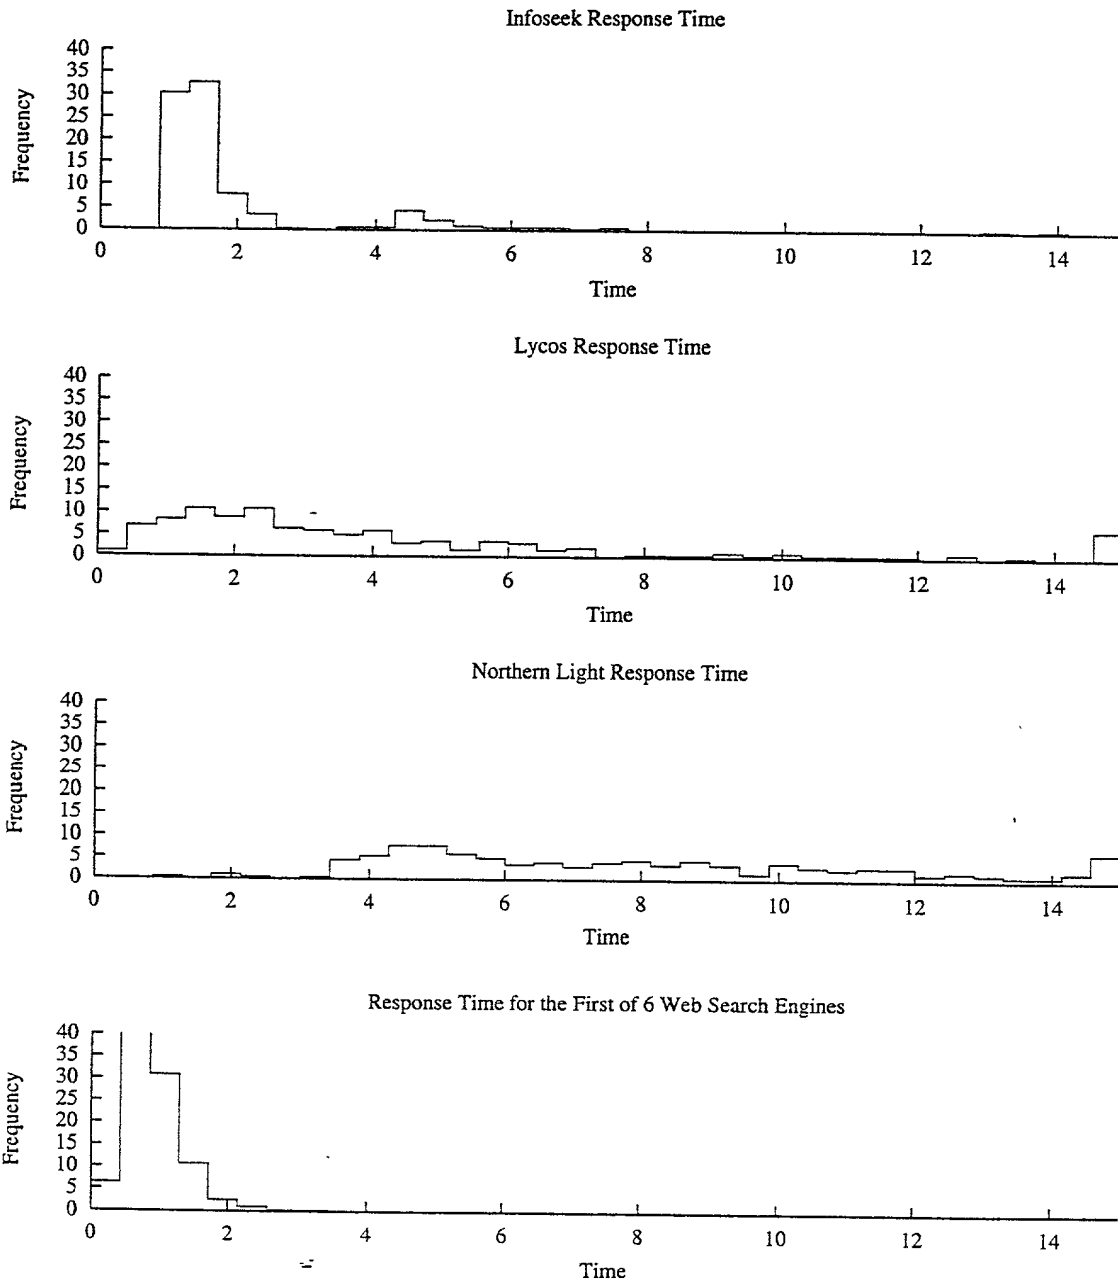 Infoseek Response Time
40
35
30
25
20
15
10
5
0
Frequency
0 2 4 6 8 10 12 14
Time
Lycos Response Time
40
35
30
25
20
15
10
5
0
Frequency
0 2 4 6 8 10 12 14
Time
Northern Light Response Time
40
35
30
25
20
15
10
5
0
Frequency
0 2 4 6 8 10 12 14
Time
Response Time for the First of 6 Web Search Engines
40
35
30
25
20
15
10
5
0
Frequency
0 2 4 6 8 10 12 14
Time